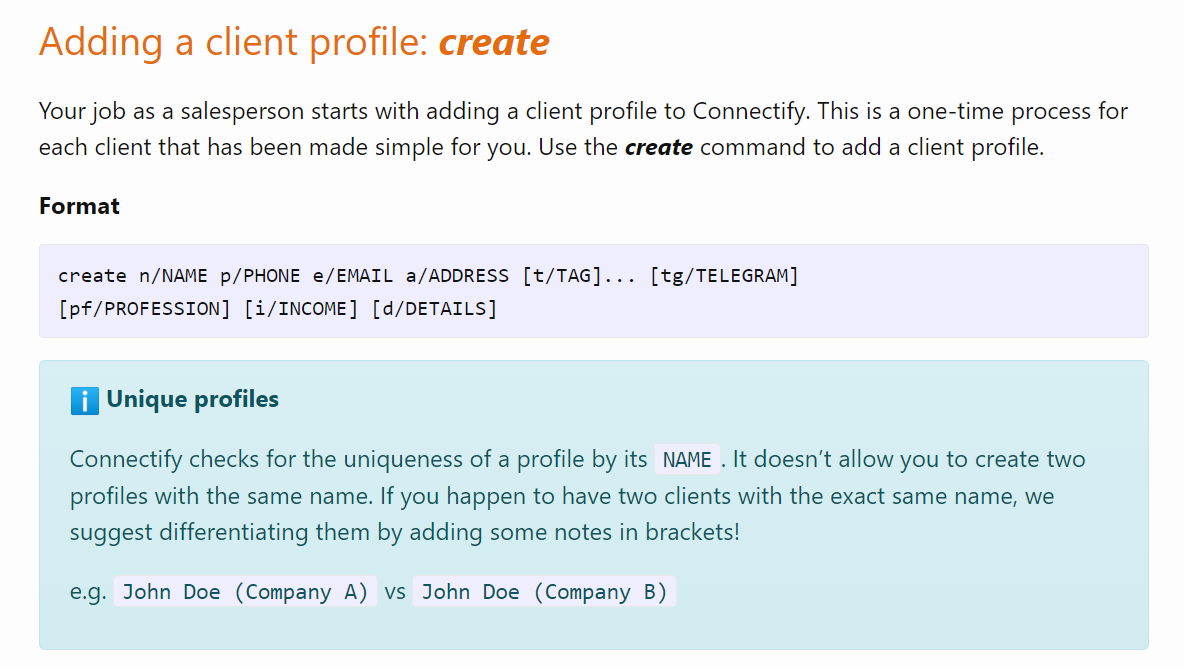 Adding a client profile: create
Your job as a salesperson starts with adding a client profile to Connectify. This is a one-time process for
each client that has been made simple for you. Use the create command to add a client profile.
Format
create n/NAME p/PHONE e/EMAIL a/ADDRESS [t/TAG]... [tg/TELEGRAM]
[pf/PROFESSION] [i/INCOME] [d/DETAILS]
i Unique profiles
Connectify checks for the uniqueness of a profile by its NAME. It doesn’t allow you to create two
profiles with the same name. If you happen to have two clients with the exact same name, we
suggest differentiating them by adding some notes in brackets!
e.g. John Doe (Company A) vs John Doe (Company B)